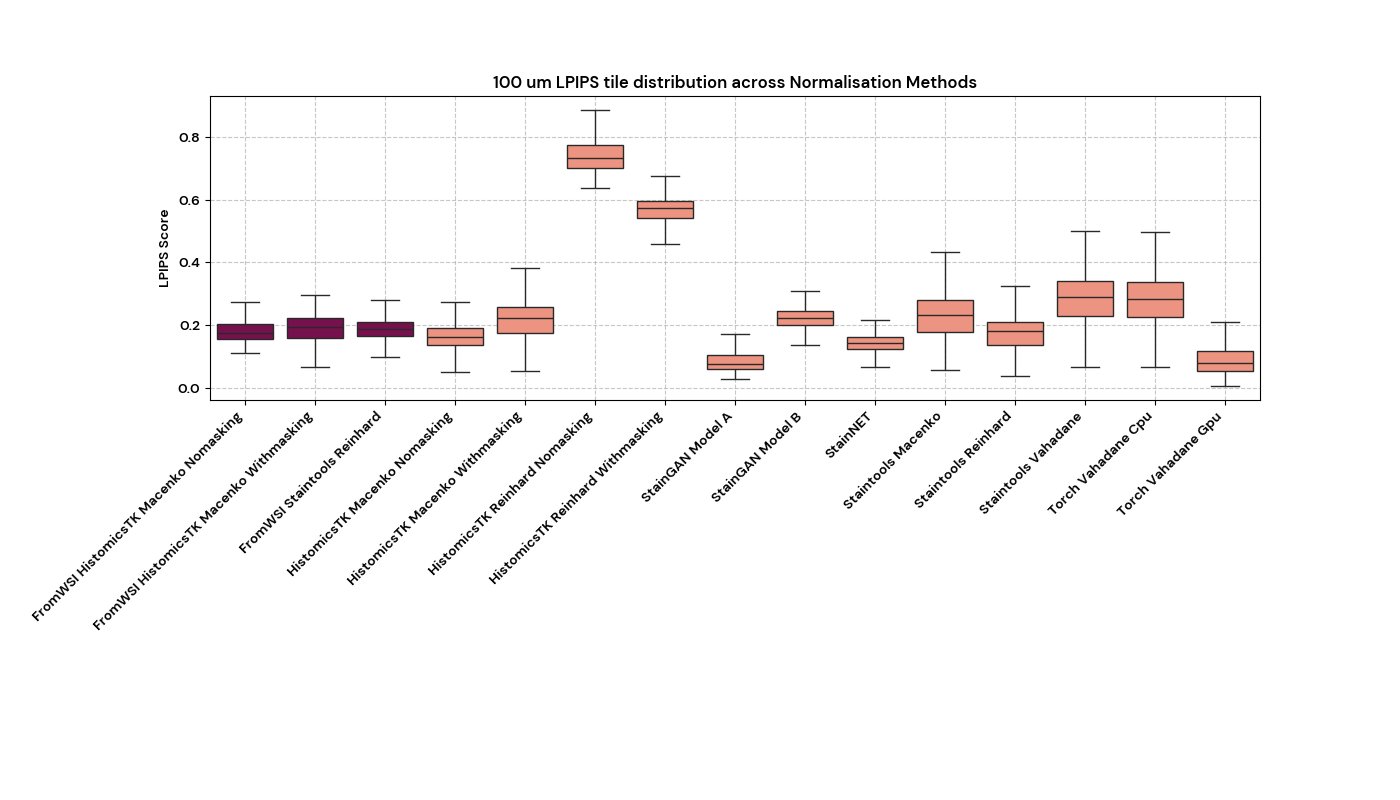 100 um LPIPS tile distribution across Normalisation Methods
LPIPS Score
0.8
0.6
0.4
0.2
0.0
FromWSI HistomicsTK Macenko Nomasking
FromWSI HistomicsTK Macenko Withmasking
FromWSI Staintools Reinhard
HistomicsTK Macenko Nomasking
HistomicsTK Macenko Withmasking
HistomicsTK Reinhard Nomasking
HistomicsTK Reinhard Withmasking
StainGAN Model A
StainGAN Model B
StainNET
Staintools Macenko
Staintools Reinhard
Staintools Vahadane
Torch Vahadane Cpu
Torch Vahadane Gpu